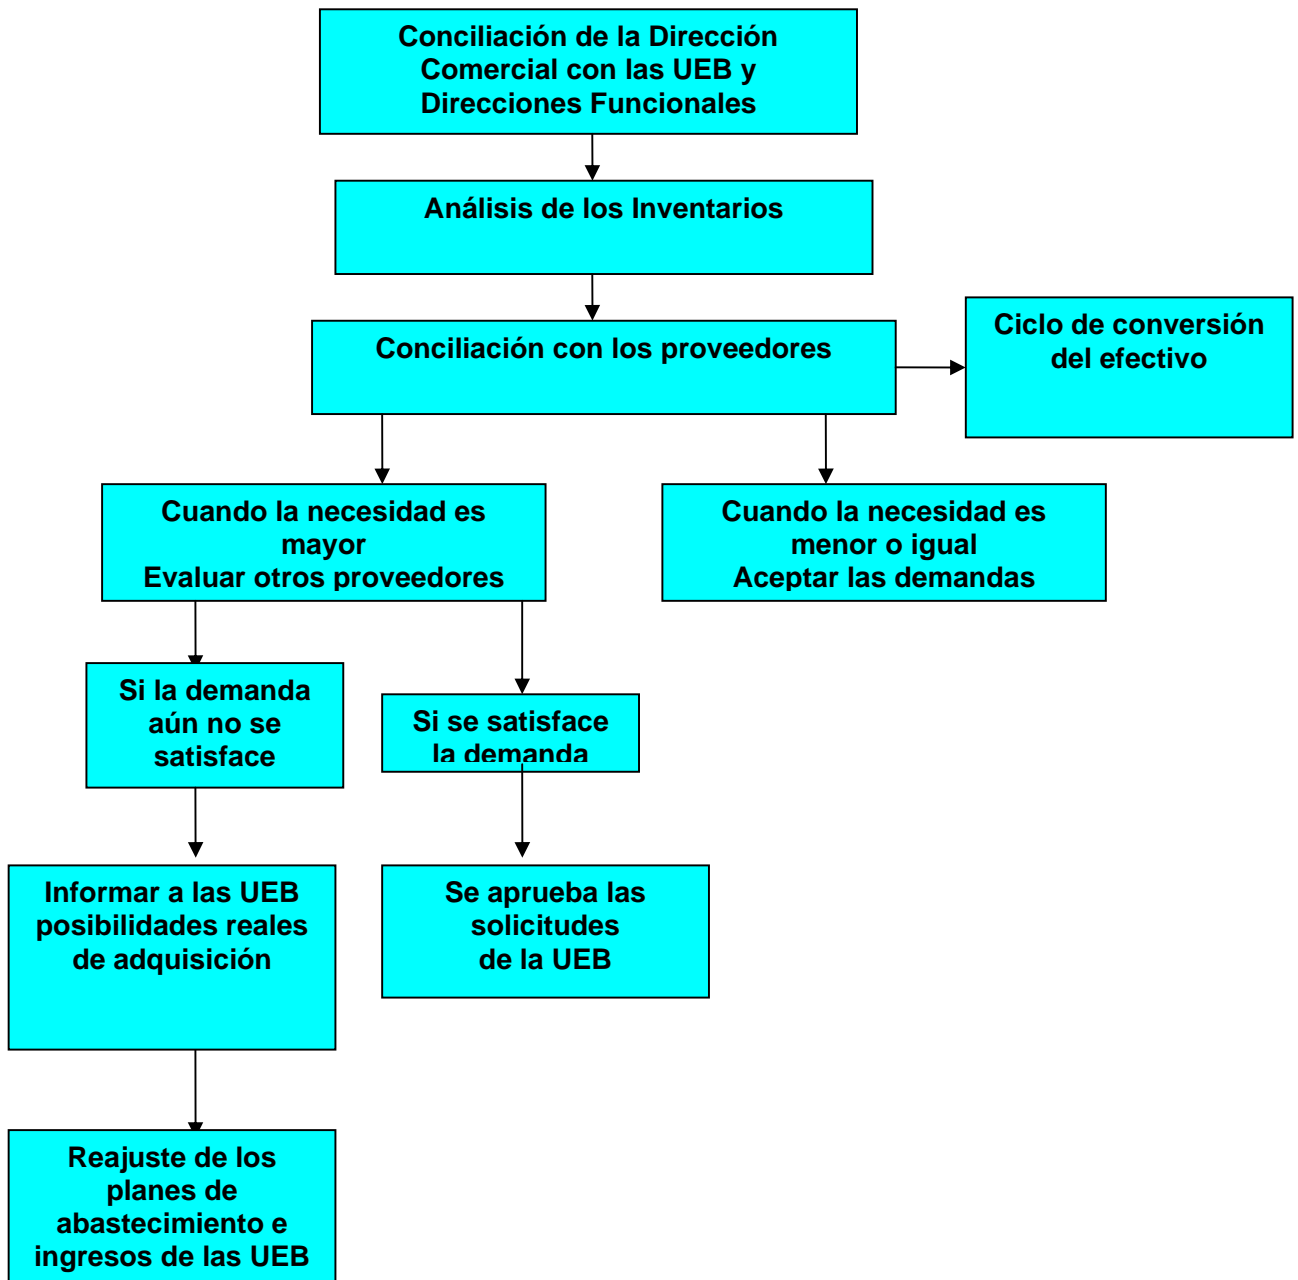 Conciliación de la Dirección
Comercial con las UEB y
Direcciones Funcionales
Análisis de los Inventarios
Conciliación con los proveedores
Ciclo de conversión
del efectivo
Cuando la necesidad es
mayor
Evaluar otros proveedores
Cuando la necesidad es
menor o igual
Aceptar las demandas
Si la demanda
aún no se
satisface
Si se satisface
la demanda
Informar a las UEB
posibilidades reales
de adquisición
Se aprueba las
solicitudes
de la UEB
Reajuste de los
planes de
abastecimiento e
ingresos de las UEB